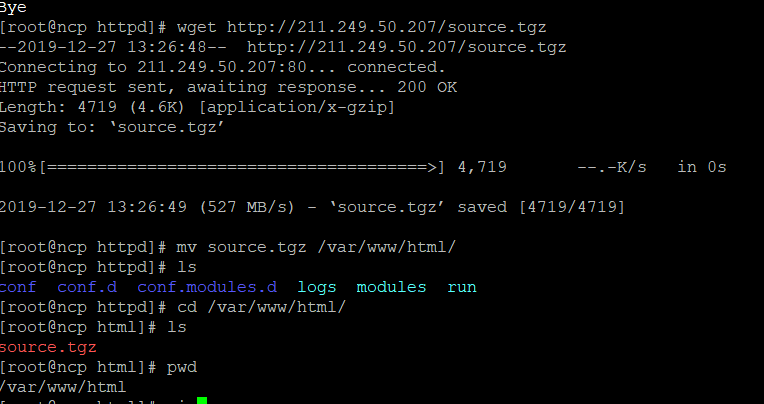 Bye
[root@ncp httpd]# wget http://211.249.50.207/source.tgz
--2019-12-27 13:26:48--  http://211.249.50.207/source.tgz
Connecting to 211.249.50.207:80... connected.
HTTP request sent, awaiting response... 200 OK
Length: 4719 (4.6K) [application/x-gzip]
Saving to: ‘source.tgz’
100%[======================================>] 4,719       --.-K/s   in 0s
2019-12-27 13:26:49 (527 MB/s) - ‘source.tgz’ saved [4719/4719]
[root@ncp httpd]# mv source.tgz /var/www/html/
[root@ncp httpd]# ls
conf  conf.d  conf.modules.d  logs  modules  run
[root@ncp httpd]# cd /var/www/html/
[root@ncp html]# ls
source.tgz
[root@ncp html]# pwd
/var/www/html